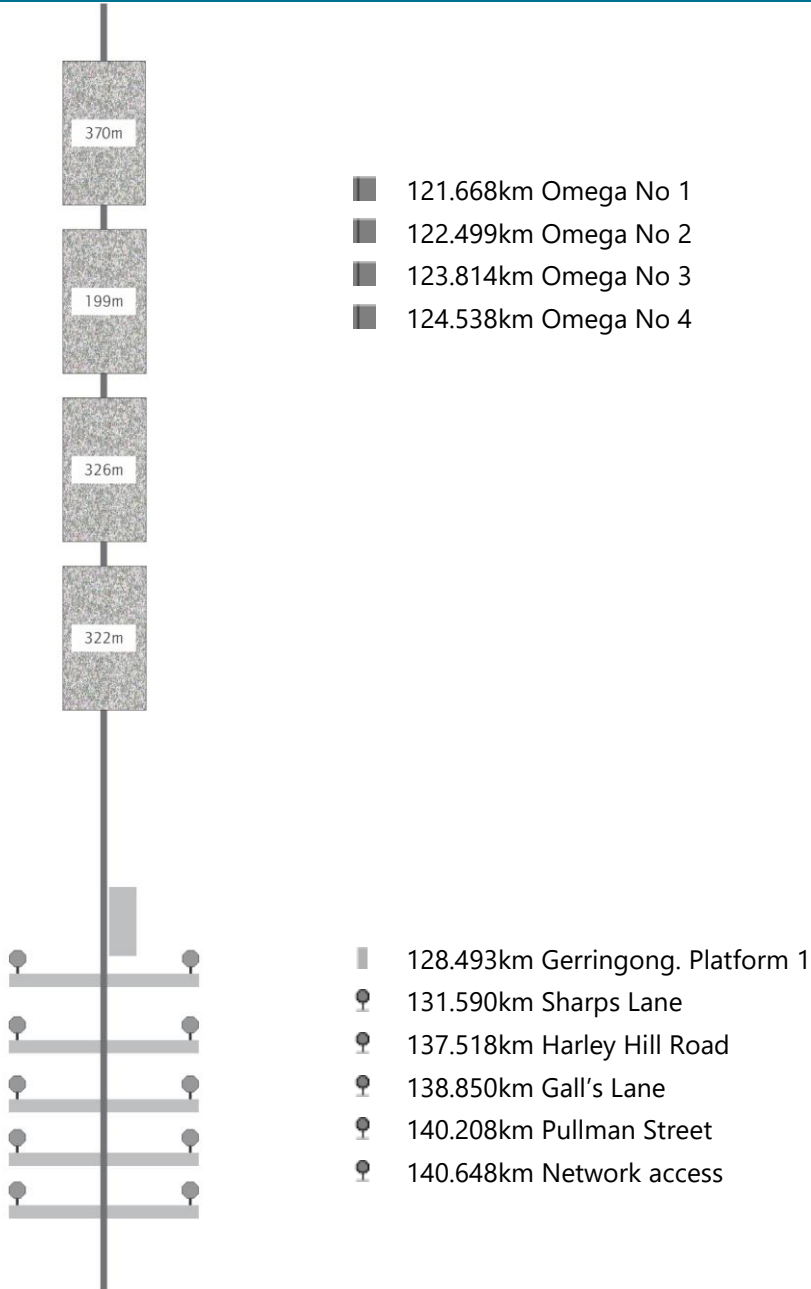 370m
121.668km Omega No 1
122.499km Omega No 2
199m
123.814km Omega No 3
124.538km Omega No 4
326m
322m
128.493km Gerringong. Platform 1
131.590km Sharps Lane
137.518km Harley Hill Road
138.850km Gall’s Lane
140.208km Pullman Street
140.648km Network access